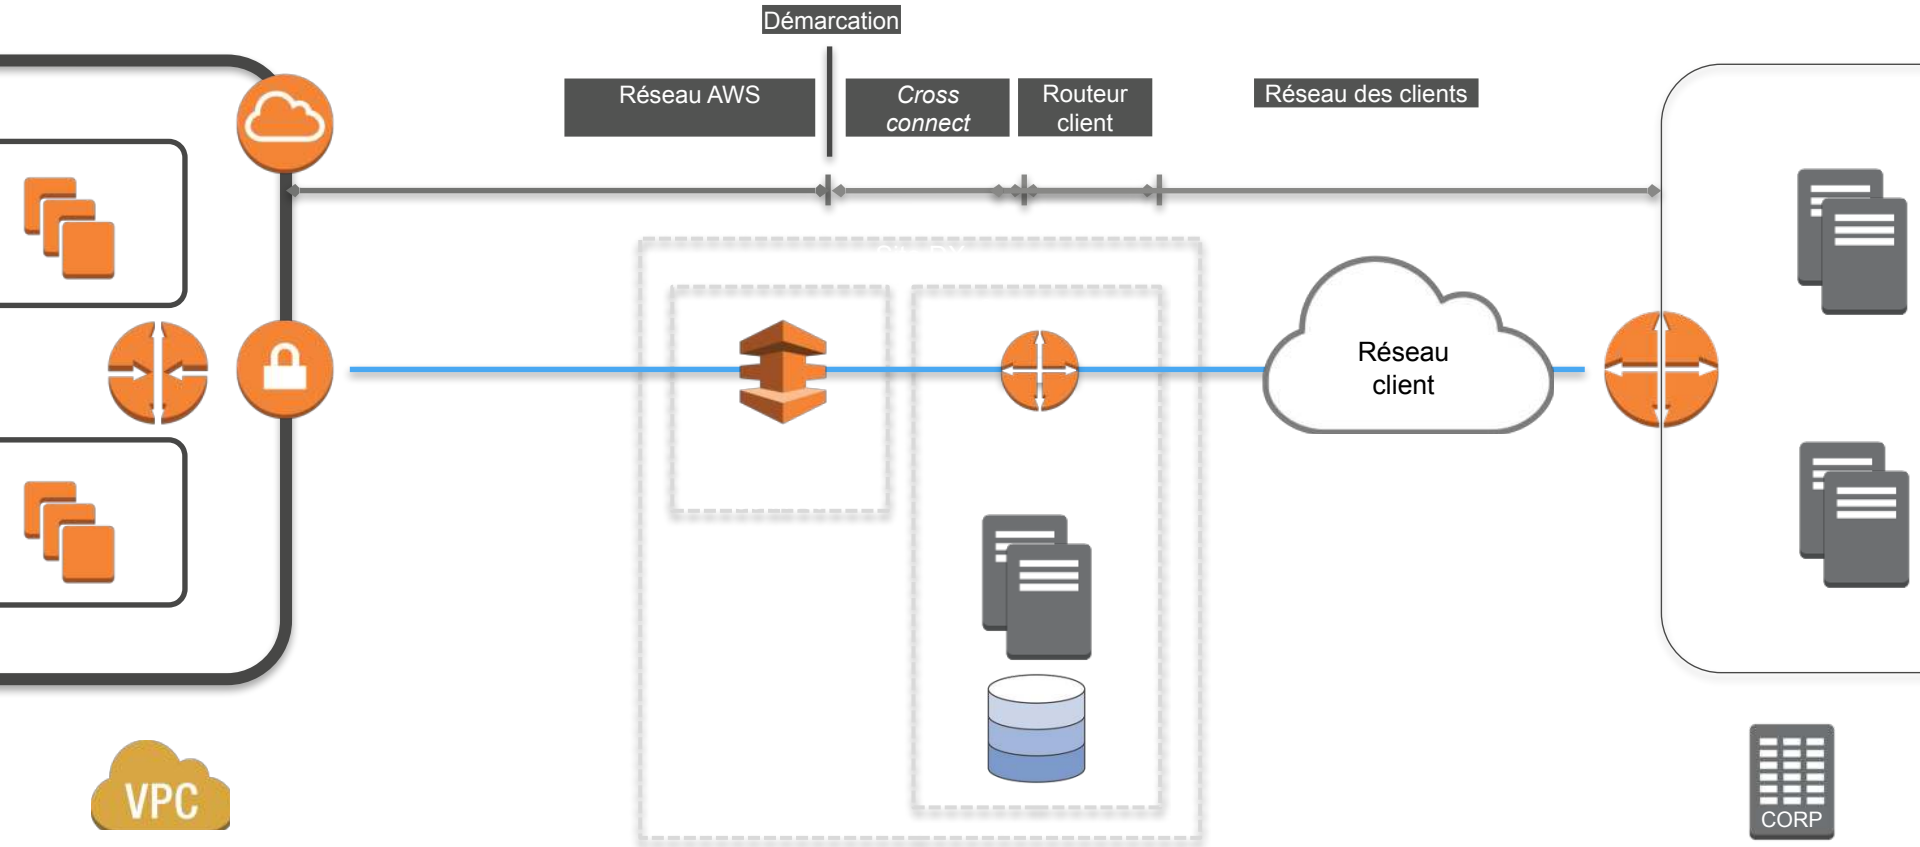 Démarcation
Réseau AWS
Cross
connect
Routeur
client
Réseau des clients
Réseau
client
VPC
CORP